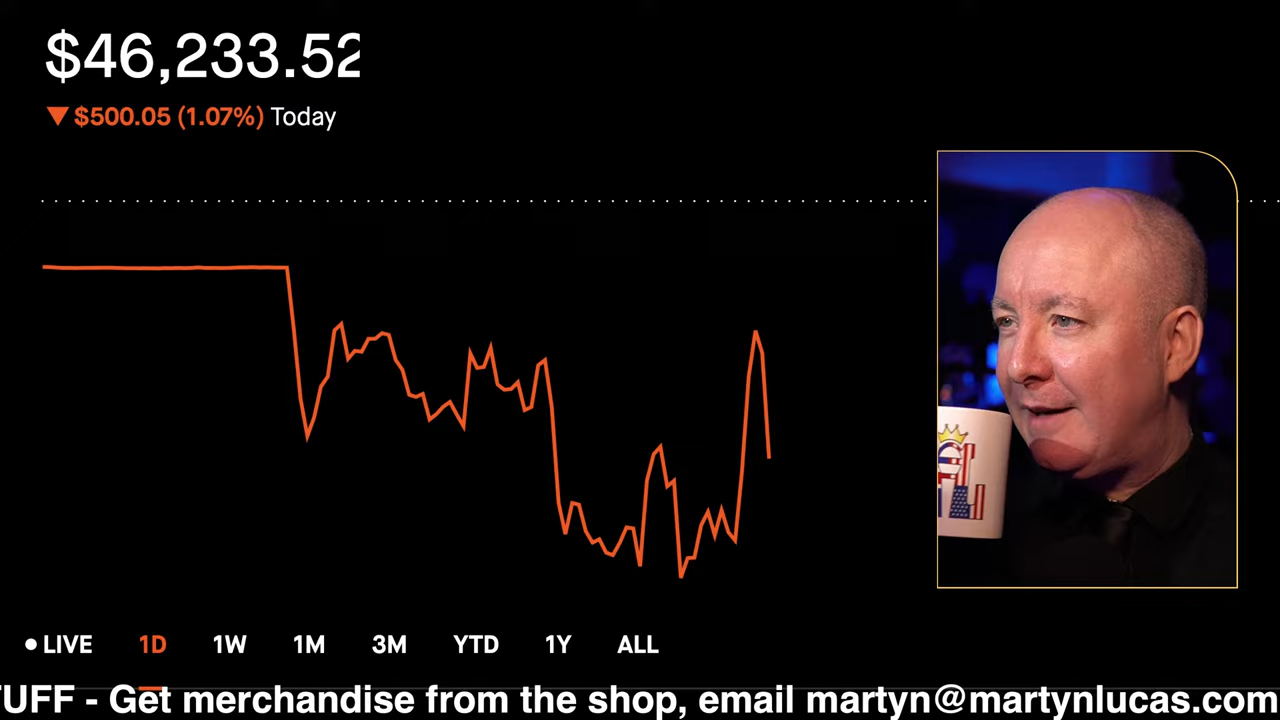 $46,233.52
▼ $500.05 (1.07%) Today
LIVE 1D 1W 1M 3M YTD 1Y ALL
- Get merchandise from the shop, email martyn@martynlucas.com